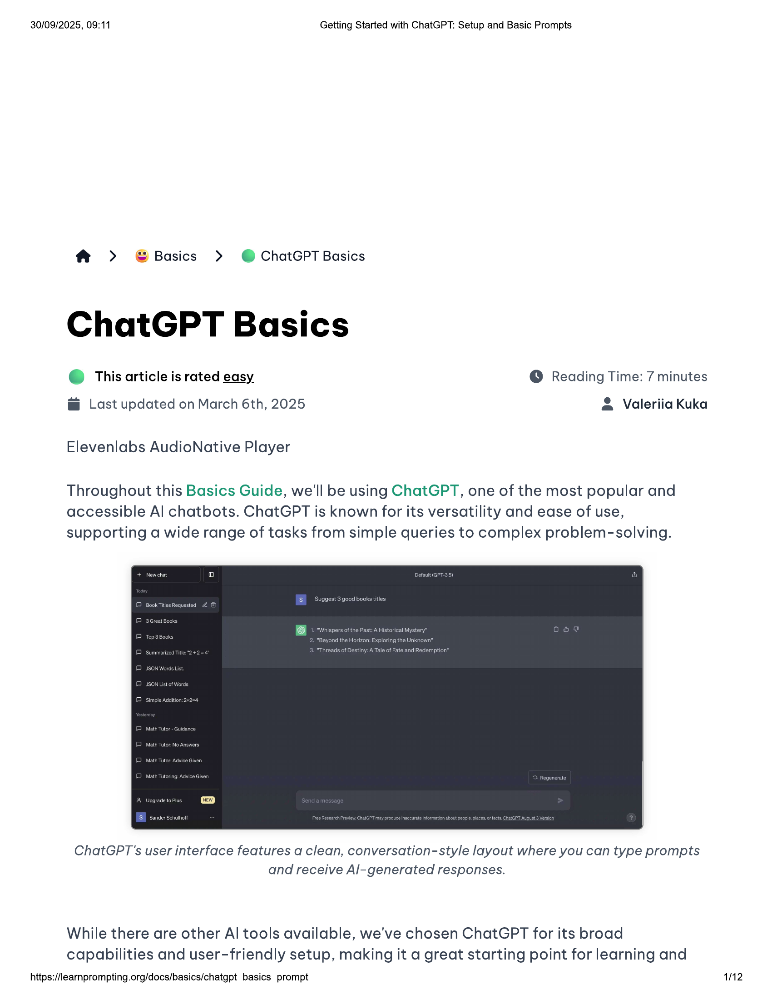 30/09/2025, 09:11
Getting Started with ChatGPT: Setup and Basic Prompts
Basics
ChatGPT Basics
ChatGPT Basics
This article is rated easy
Reading Time: 7 minutes
Last updated on March 6th, 2025
Valeriia Kuka
Elevenlabs AudioNative Player
Throughout this Basics Guide, we'll be using ChatGPT, one of the most popular and
accessible AI chatbots. ChatGPT is known for its versatility and ease of use,
supporting a wide range of tasks from simple queries to complex problem-solving.
New chat
Today
Book Titles Requested
3 Great Books
Top 3 Books
Summarized Title: "2 + 2 = 4"
JSON Words List.
JSON List of Words
Simple Addition: 2+2=4
Yesterday
Math Tutor - Guidance
Math Tutor: No Answers
Math Tutor: Advice Given
Math Tutoring: Advice Given
Upgrade to Plus
NEW
S
Sander Schulhoff
Default (GPT-3.5)
S
Suggest 3 good books titles
1. "Whispers of the Past: A Historical Mystery"
2. "Beyond the Horizon: Exploring the Unknown"
3. "Threads of Destiny: A Tale of Fate and Redemption"
Regenerate
Send a message
Free Research Preview. ChatGPT may produce inaccurate information about people, places, or facts. ChatGPT August 3 Version
?
ChatGPT's user interface features a clean, conversation-style layout where you can type prompts
and receive AI-generated responses.
While there are other AI tools available, we've chosen ChatGPT for its broad
capabilities and user-friendly setup, making it a great starting point for learning and
https://learnprompting.org/docs/basics/chatgpt_basics_prompt
1/12